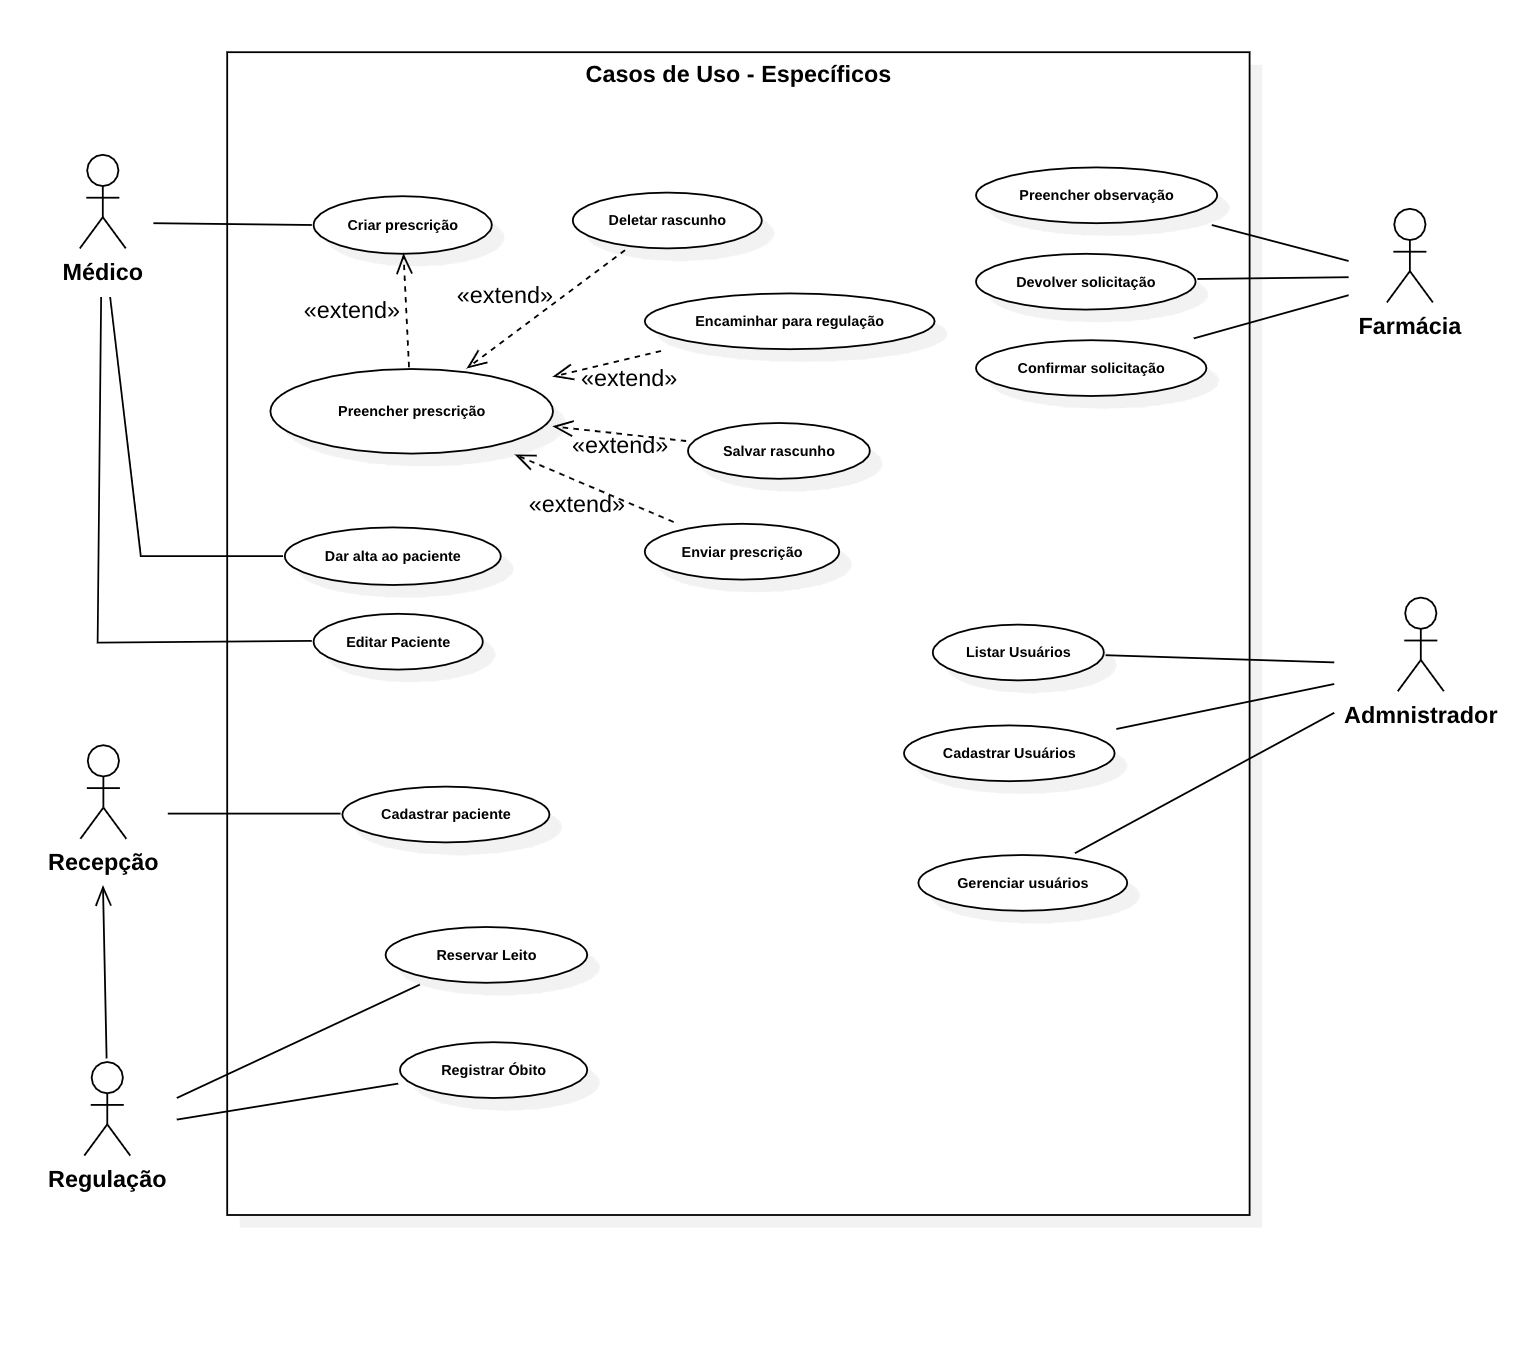 Casos de Uso - Específicos
Médico
Criar prescrição
Deletar rascunho
Preencher observação
Devolver solicitação
Confirmar solicitação
Farmácia
«extend»
«extend»
Encaminhar para regulação
«extend»
Preencher prescrição
«extend»
Salvar rascunho
«extend»
Enviar prescrição
Dar alta ao paciente
Editar Paciente
Listar Usuários
Cadastrar Usuários
Gerenciar usuários
Admnistrador
Cadastrar paciente
Recepção
Reservar Leito
Registrar Óbito
Regulação